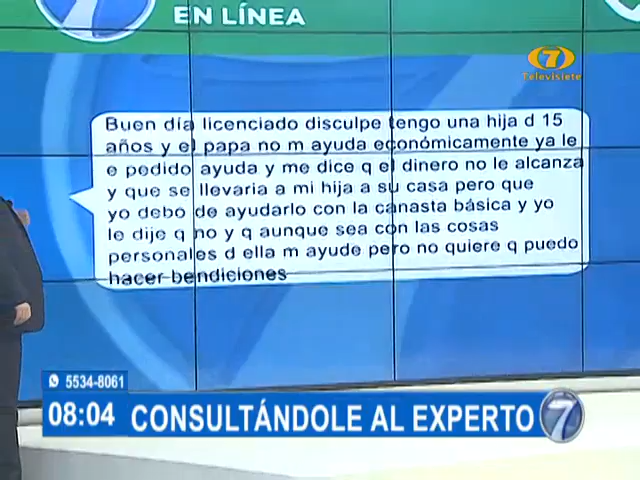 7
EN LÍNEA
7
Televisiete
Buen día licenciado disculpe tengo una hija d 15
años y el papa no m ayuda económicamente ya le
e pedido ayuda y me dice q el dinero no le alcanza
y que se llevaria a mi hija a su casa pero que
yo debo de ayudarlo con la canasta básica y yo
le dije q no y q aunque sea con las cosas
personales d ella m ayude pero no quiere q puedo
hacer bendiciones
5534-8061
08:04 CONSULTÁNDOLE AL EXPERTO 7